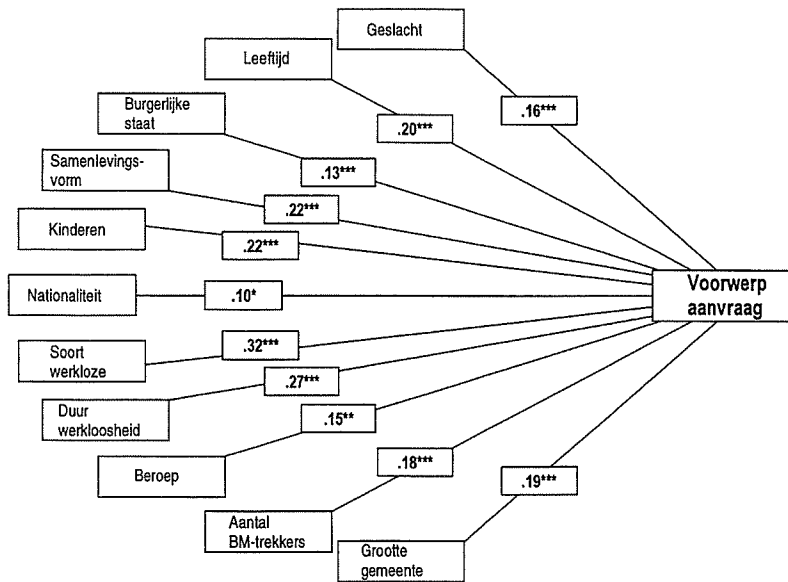 Geslacht
Leeftijd
.16***
Burgerlijke
staat
.20***
Samenlevings-
vorm
.13***
.22***
Kinderen
.22***
Nationaliteit
.10*
Voorwerp
aanvraag
Soort
werkloze
.32***
Duur
werkloosheid
.27***
.15**
Beroep
.18***
.19***
Aantal
BM-trekkers
Grootte
gemeente